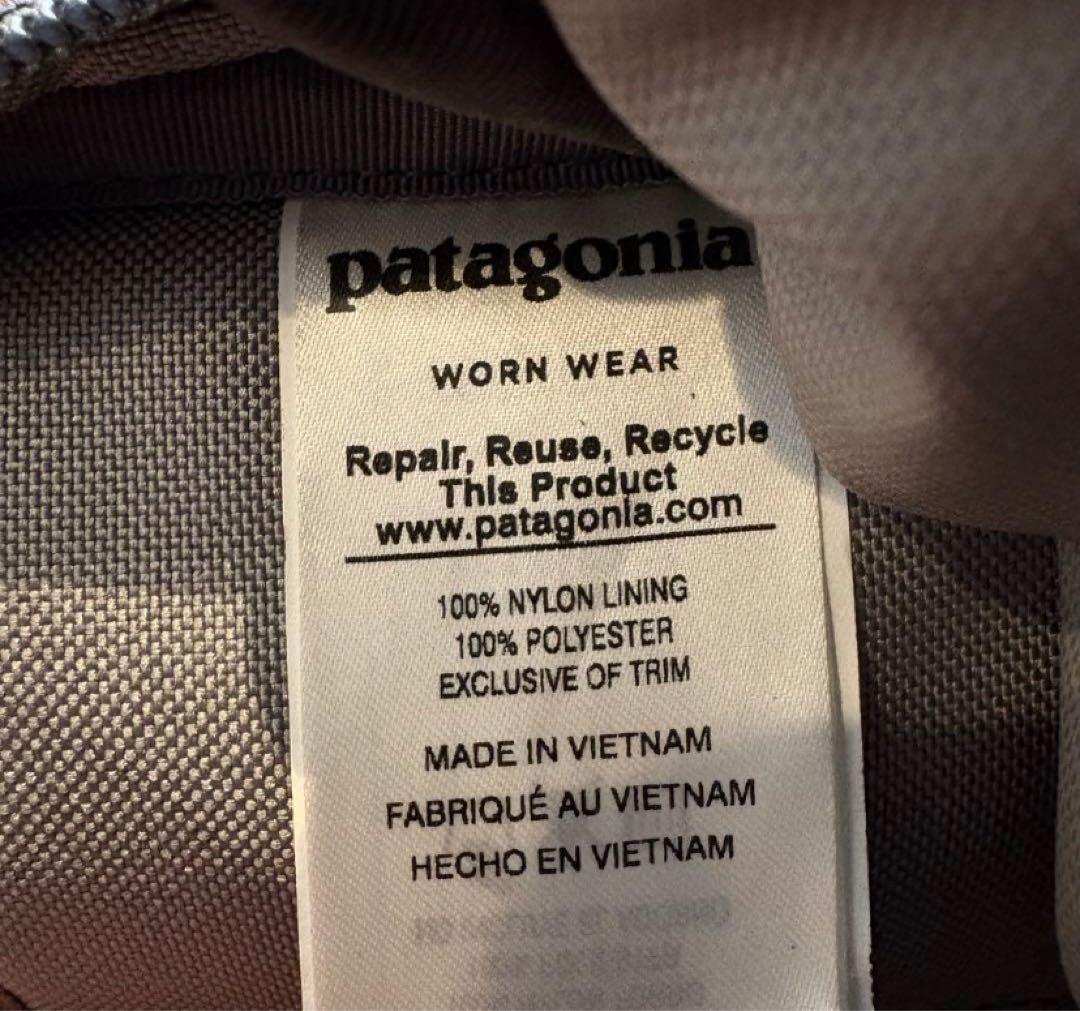 patagonia
WORN WEAR
Repair, Reuse, Recycle
This Product
www.patagonia.com
100% NYLON LINING
100% POLYESTER
EXCLUSIVE OF TRIM
MADE IN VIETNAM
FABRIQUÉ AU VIETNAM
HECHO EN VIETNAM